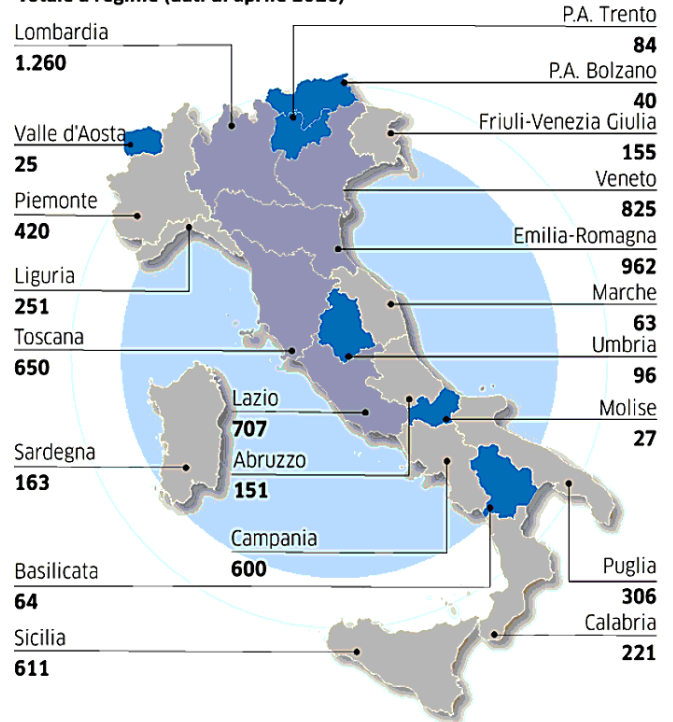 Lombardia
1.260
P.A. Trento
84
P.A. Bolzano
40
Valle d'Aosta
25
Friuli-Venezia Giulia
155
Piemonte
420
Veneto
825
Emilia-Romagna
962
Liguria
251
Marche
63
Toscana
650
Umbria
96
Lazio
707
Molise
27
Sardegna
163
Abruzzo
151
Campania
600
Basilicata
64
Puglia
306
Sicilia
611
Calabria
221